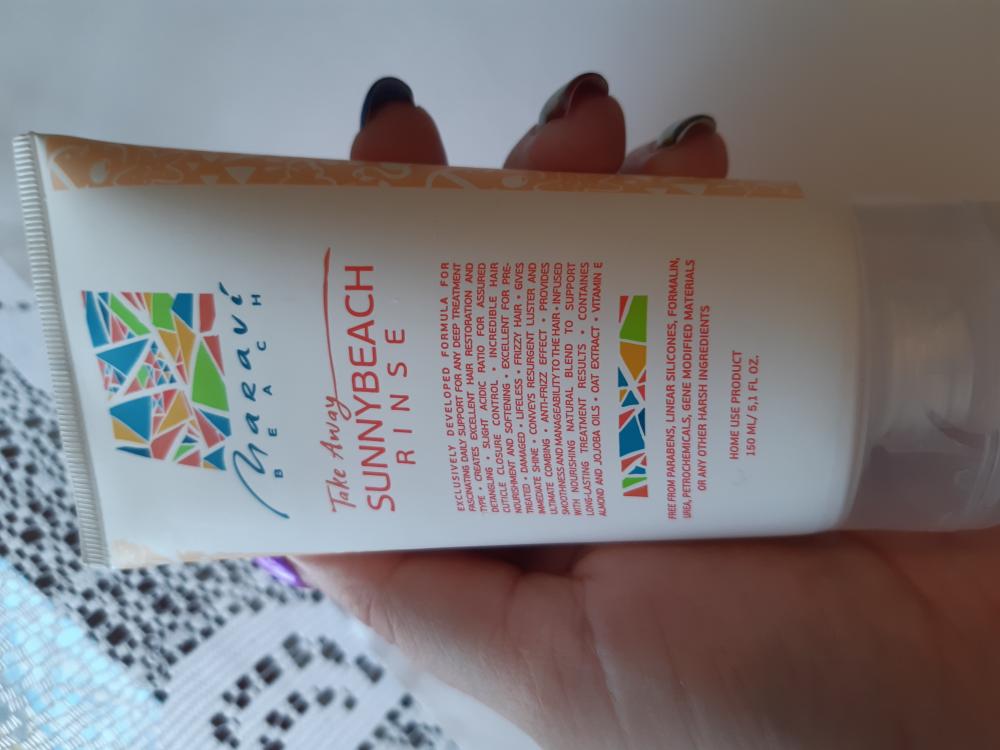 Maravi
BEACH
Take Away
SUNNYBEACH
RINSE
EXCLUSIVELY DEVELOPED FORMULA FOR
FASCINATING DAILY SUPPORT FOR ANY DEEP TREATMENT
TYPE • CREATES EXCELLENT HAIR RESTORATION AND
DETANGLING • SLIGHT ACIDIC RATIO FOR ASSURED
CUTICLE CLOSURE CONTROL • INCREDIBLE HAIR
NOURISHMENT AND SOFTENING • EXCELLENT FOR PRE-
TREATED • DAMAGED • LIFELESS • FRIZZY HAIR • GIVES
IMMEDIATE SHINE • CONVEYS RESURGENT LUSTER AND
ULTIMATE COMBING • ANTI-FRIZZ EFFECT • PROVIDES
SMOOTHNESS AND MANAGEABILITY TO THE HAIR • INFUSED
WITH NOURISHING NATURAL BLEND TO SUPPORT
LONG-LASTING TREATMENT RESULTS • CONTAINES
ALMOND AND JOJOBA OILS • OAT EXTRACT • VITAMIN E
FREE FROM PARABENS, LINEAR SILICONES, FORMALIN,
UREA, PETROCHEMICALS, GENE MODIFIED MATERIALS
OR ANY OTHER HARSH INGREDIENTS
HOME USE PRODUCT
150 ML/ 5,1 FL OZ.